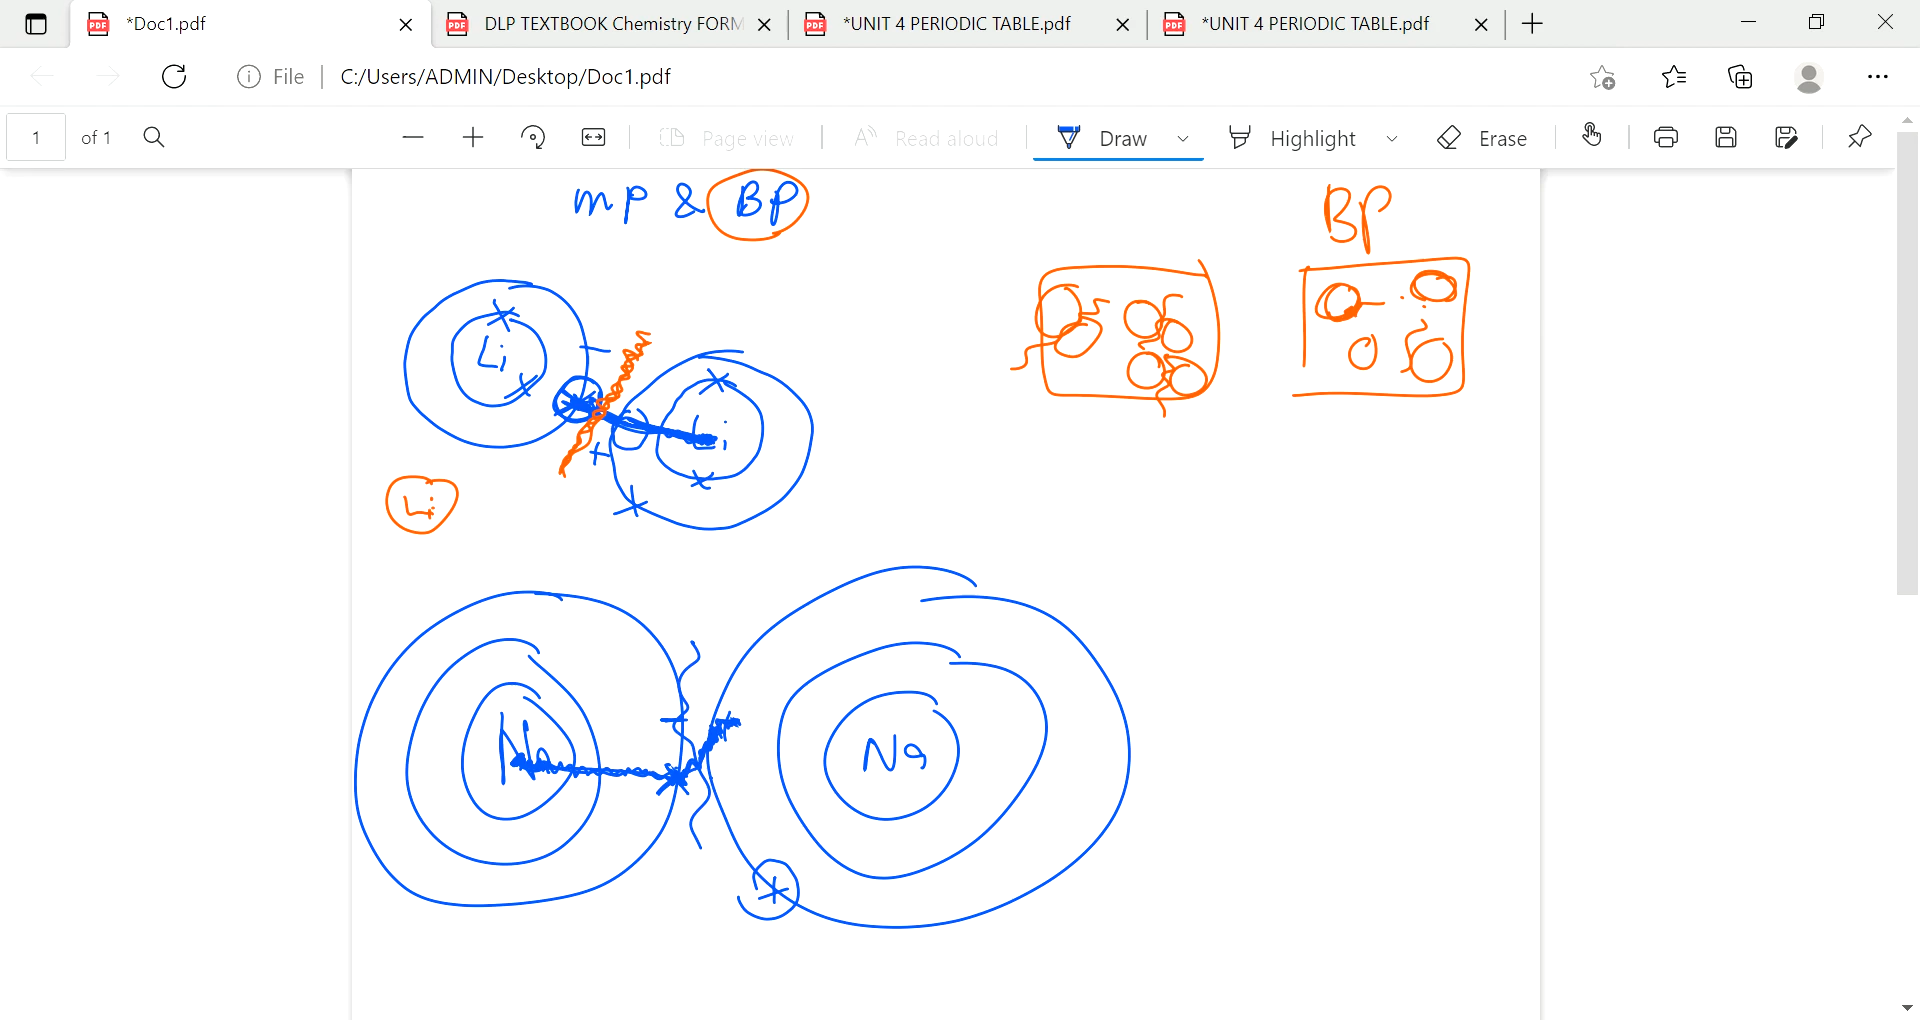 *Doc1.pdf
DLP TEXTBOOK Chemistry FORM
*UNIT 4 PERIODIC TABLE.pdf
*UNIT 4 PERIODIC TABLE.pdf
File
C:/Users/ADMIN/Desktop/Doc1.pdf
1
of 1
Page view
Read aloud
Draw
Highlight
Erase
mp & BP
BP
Li
Li
Li
Na
Na